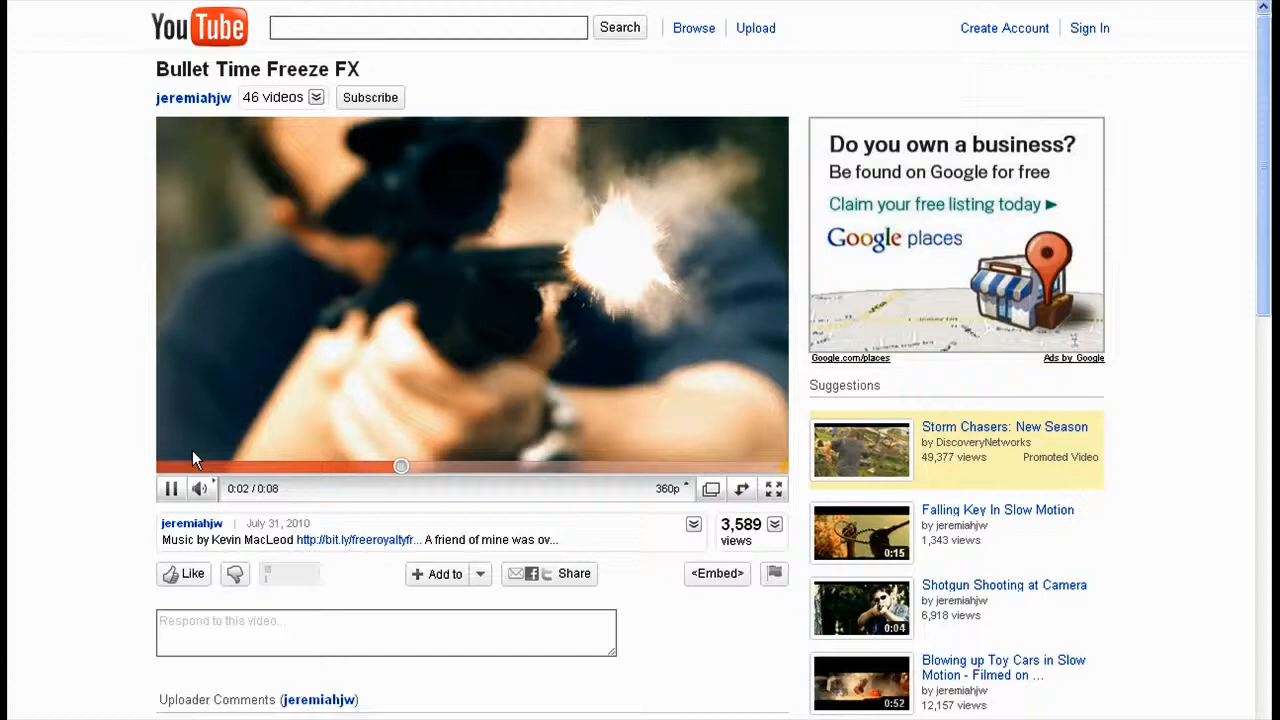 YouTube
Search
Browse
Upload
Create Account
Sign In
Bullet Time Freeze FX
jeremiahjw
46 videos
Subscribe
Do you own a business?
Be found on Google for free
Claim your free listing today ►
Google places
Google.com/places
Ads by Google
Suggestions
Storm Chasers: New Season
by DiscoveryNetworks
49,377 views
Promoted Video
0:02 / 0:08
360p
jeremiahjw
July 31, 2010
Music by Kevin MacLeod http://bit.ly/freeroyaltyfr... A friend of mine was ov...
3,589
views
Falling Key In Slow Motion
by jeremiahjw
1,343 views
0:15
Like
Add to
Share
<Embed>
Shotgun Shooting at Camera
by jeremiahjw
6,918 views
0:04
Respond to this video...
Blowing up Toy Cars in Slow
Motion - Filmed on ...
by jeremiahjw
12,157 views
0:52
Uploader Comments (jeremiahjw)